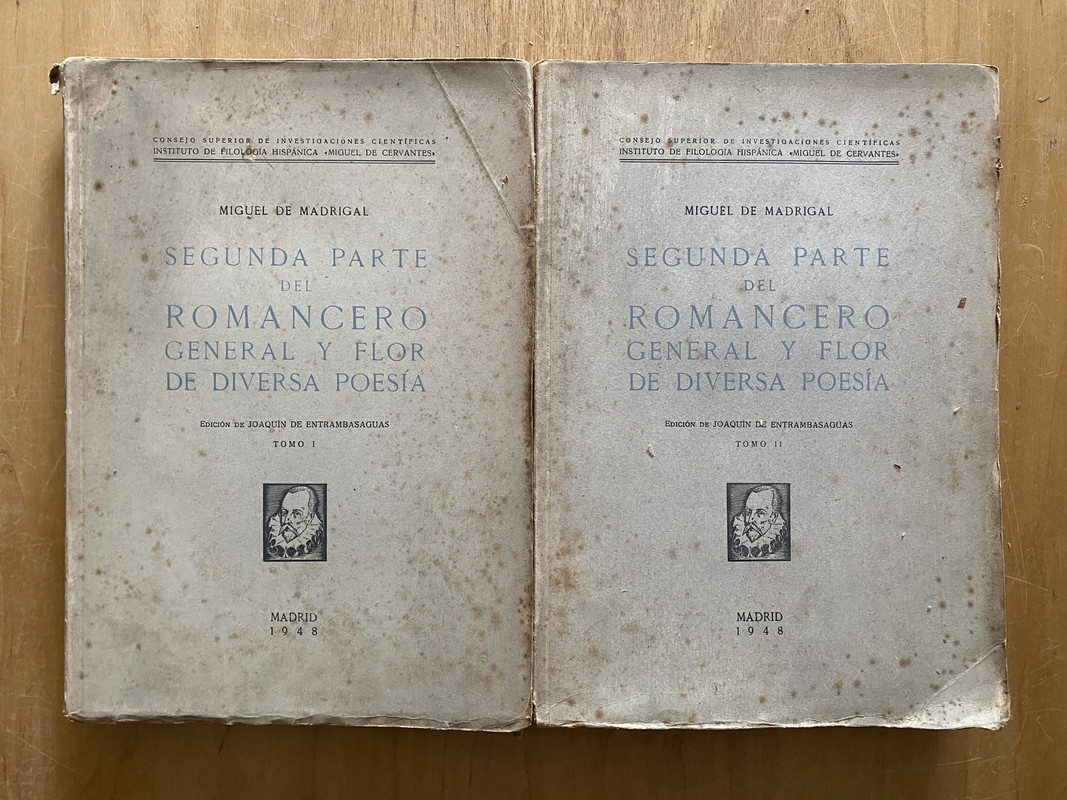 CONSEJO SUPERIOR DE INVESTIGACIONES CIENTÍFICAS
INSTITUTO DE FILOLOGÍA HISPÁNICA «MIGUEL DE CERVANTES»
MIGUEL DE MADRIGAL
SEGUNDA PARTE
DEL
ROMANCERO
GENERAL Y FLOR
DE DIVERSA POESÍA
EDICIÓN DE JOAQUÍN DE ENTRAMBASAGUAS
TOMO I
MADRID
1948
CONSEJO SUPERIOR DE INVESTIGACIONES CIENTÍFICAS
INSTITUTO DE FILOLOGÍA HISPÁNICA «MIGUEL DE CERVANTES»
MIGUEL DE MADRIGAL
SEGUNDA PARTE
DEL
ROMANCERO
GENERAL Y FLOR
DE DIVERSA POESÍA
EDICIÓN DE JOAQUÍN DE ENTRAMBASAGUAS
TOMO II
MADRID
1948